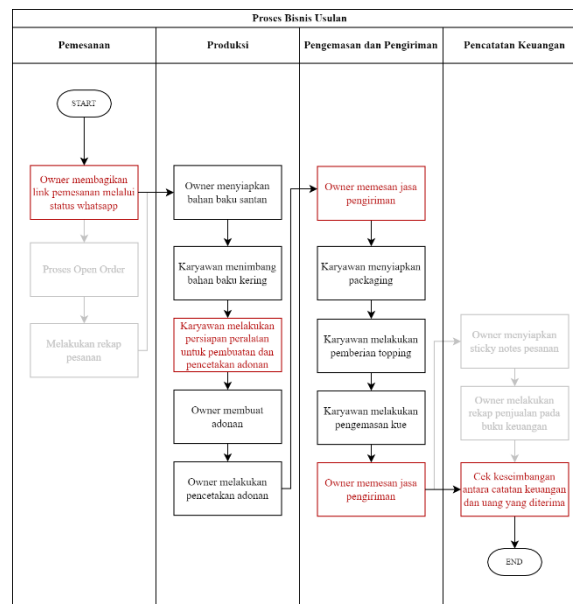 Proses Bisnis Usulan
Pemesanan
Produksi
Pengemasan dan Pengiriman
Pencatatan Keuangan
START
Owner membagikan
link pemesanan melalui
status whatsapp
Proses Open Order
Melakukan rekap
pesanan
Owner menyiapkan
bahan baku santan
Karyawan menimbang
bahan baku kering
Karyawan melakukan
persiapan peralatan
untuk pembuatan dan
pencetakan adonan
Owner membuat
adonan
Owner melakukan
pencetakan adonan
Owner memesan jasa
pengiriman
Karyawan menyiapkan
packaging
Karyawan melakukan
pemberian topping
Karyawan melakukan
pengemasan kue
Owner memesan jasa
pengiriman
Owner menyiapkan
sticky notes pesanan
Owner melakukan
rekap penjualan pada
buku keuangan
Cek keseimbangan
antara catatan keuangan
dan uang yang diterima
END